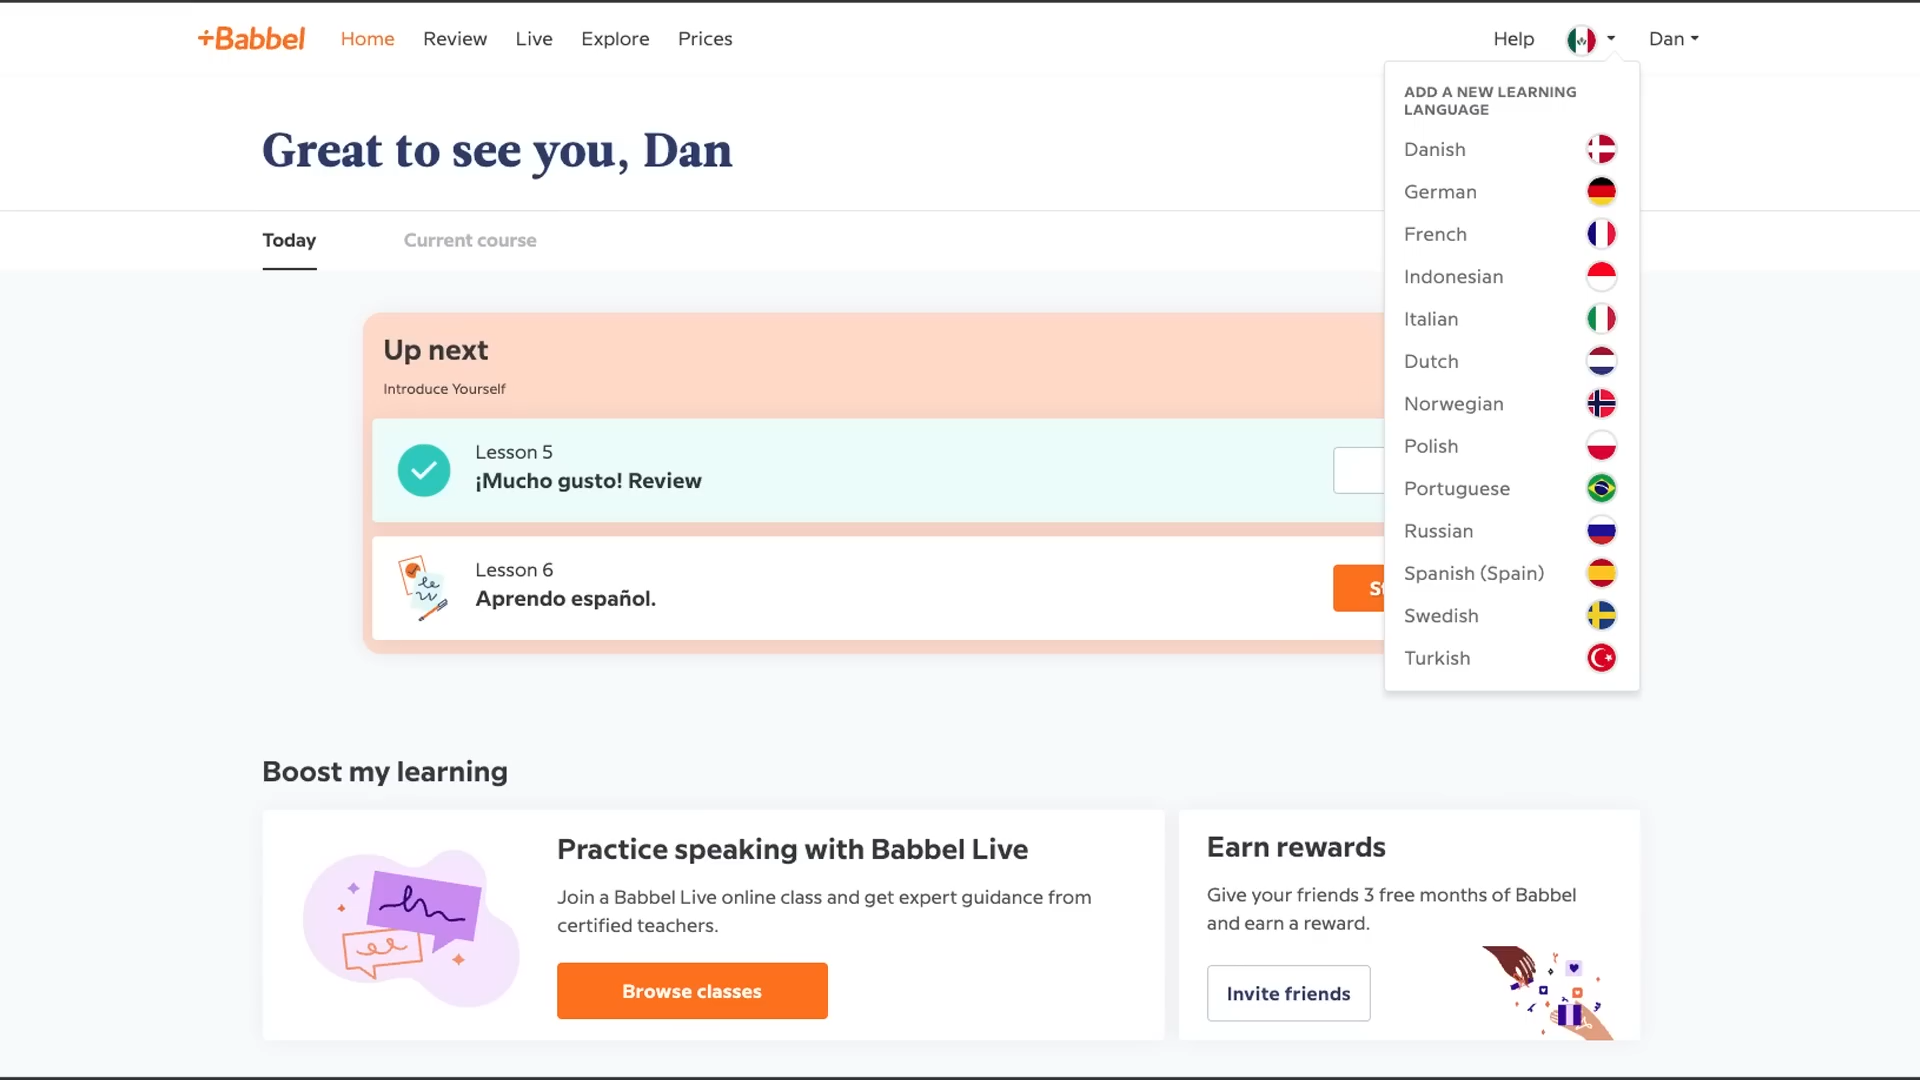 +Babbel Home Review Live Explore Prices Help Dan
ADD A NEW LEARNING
LANGUAGE
Danish
German
French
Indonesian
Italian
Dutch
Norwegian
Polish
Portuguese
Russian
Spanish (Spain)
Swedish
Turkish
Great to see you, Dan
Today Current course
Up next
Introduce Yourself
Lesson 5
¡Mucho gusto! Review
Lesson 6
Aprendo español.
Boost my learning
Practice speaking with Babbel Live
Join a Babbel Live online class and get expert guidance from
certified teachers.
Browse classes
Earn rewards
Give your friends 3 free months of Babbel
and earn a reward.
Invite friends